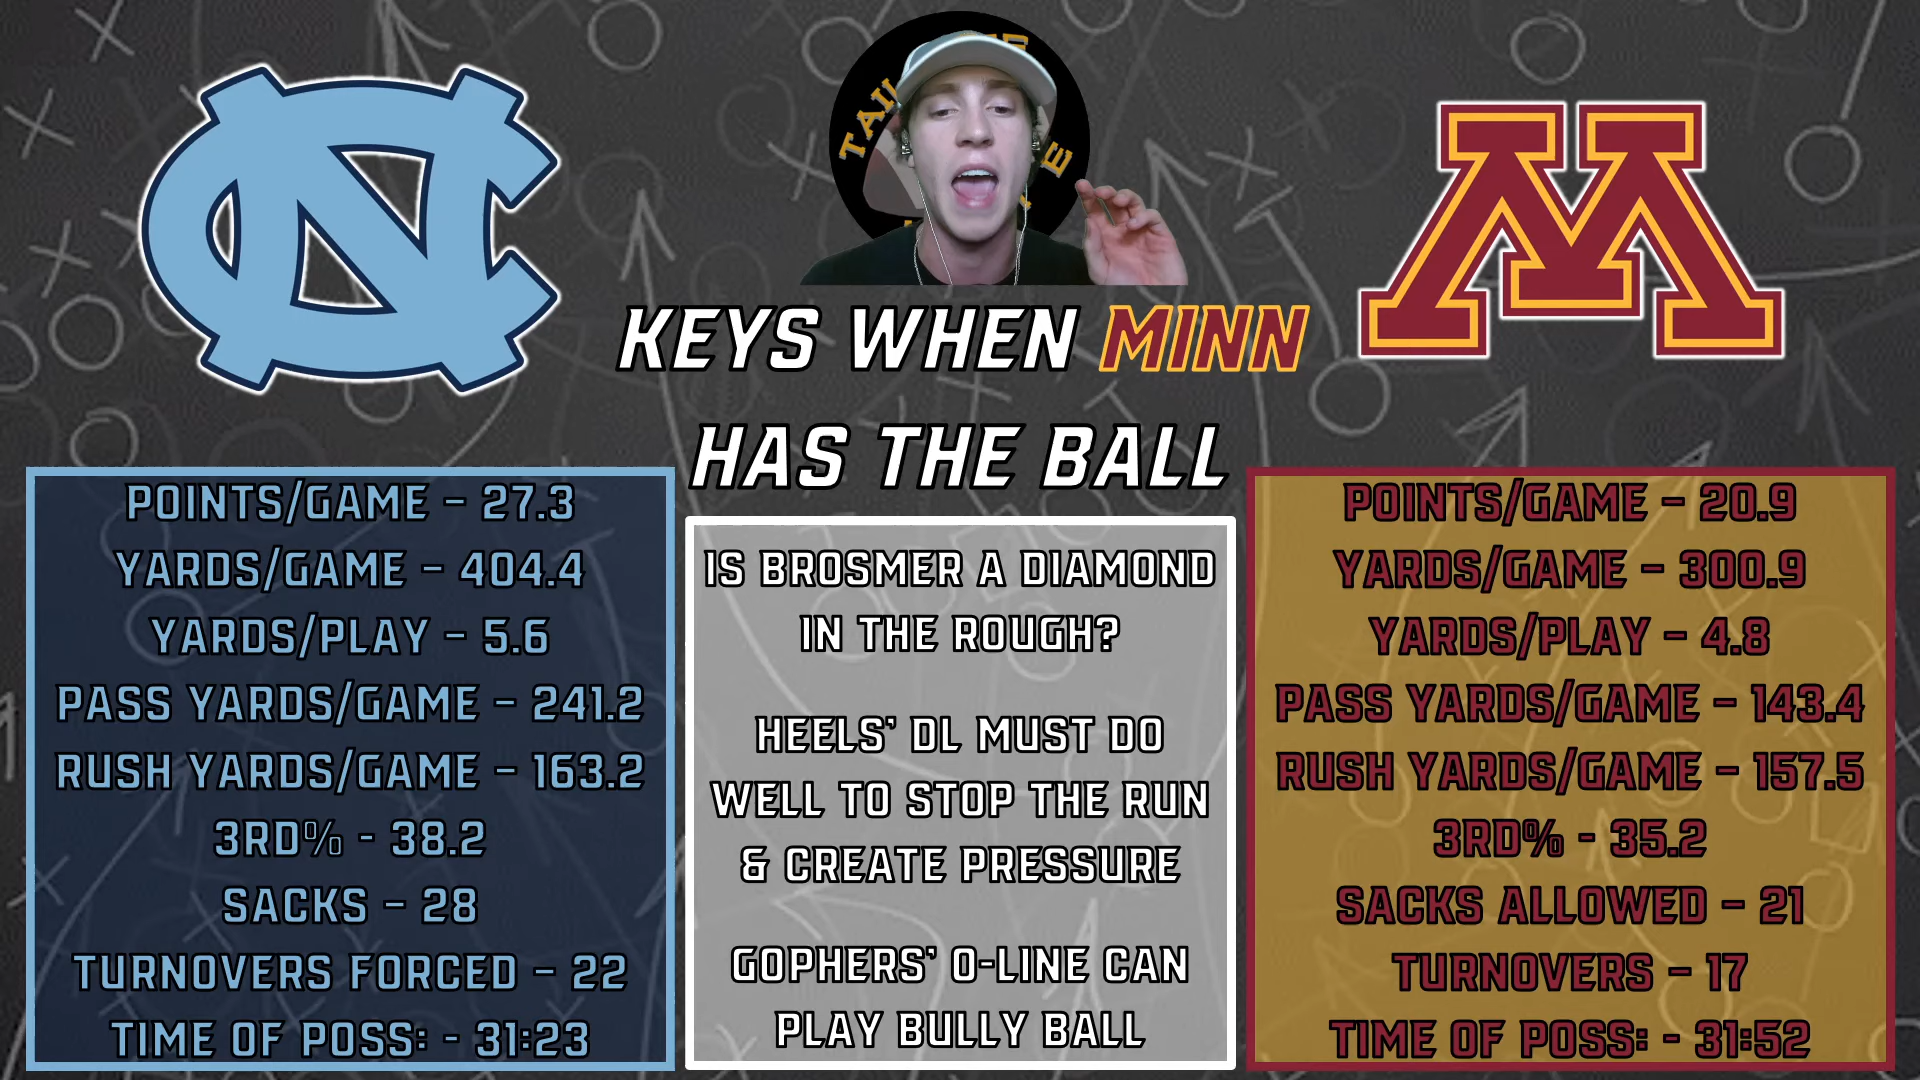 KEYS WHEN MINN
HAS THE BALL
POINTS/GAME - 27.3
YARDS/GAME - 404.4
YARDS/PLAY - 5.6
PASS YARDS/GAME - 241.2
RUSH YARDS/GAME - 163.2
3RD% - 38.2
SACKS - 28
TURNOVERS FORCED - 22
TIME OF POSS: - 31:23
IS BROSMER A DIAMOND
IN THE ROUGH?
HEELS' DL MUST DO
WELL TO STOP THE RUN
& CREATE PRESSURE
GOPHERS' O-LINE CAN
PLAY BULLY BALL
POINTS/GAME - 20.9
YARDS/GAME - 300.9
YARDS/PLAY - 4.8
PASS YARDS/GAME - 143.4
RUSH YARDS/GAME - 157.5
3RD% - 35.2
SACKS ALLOWED - 21
TURNOVERS - 17
TIME OF POSS: - 31:52